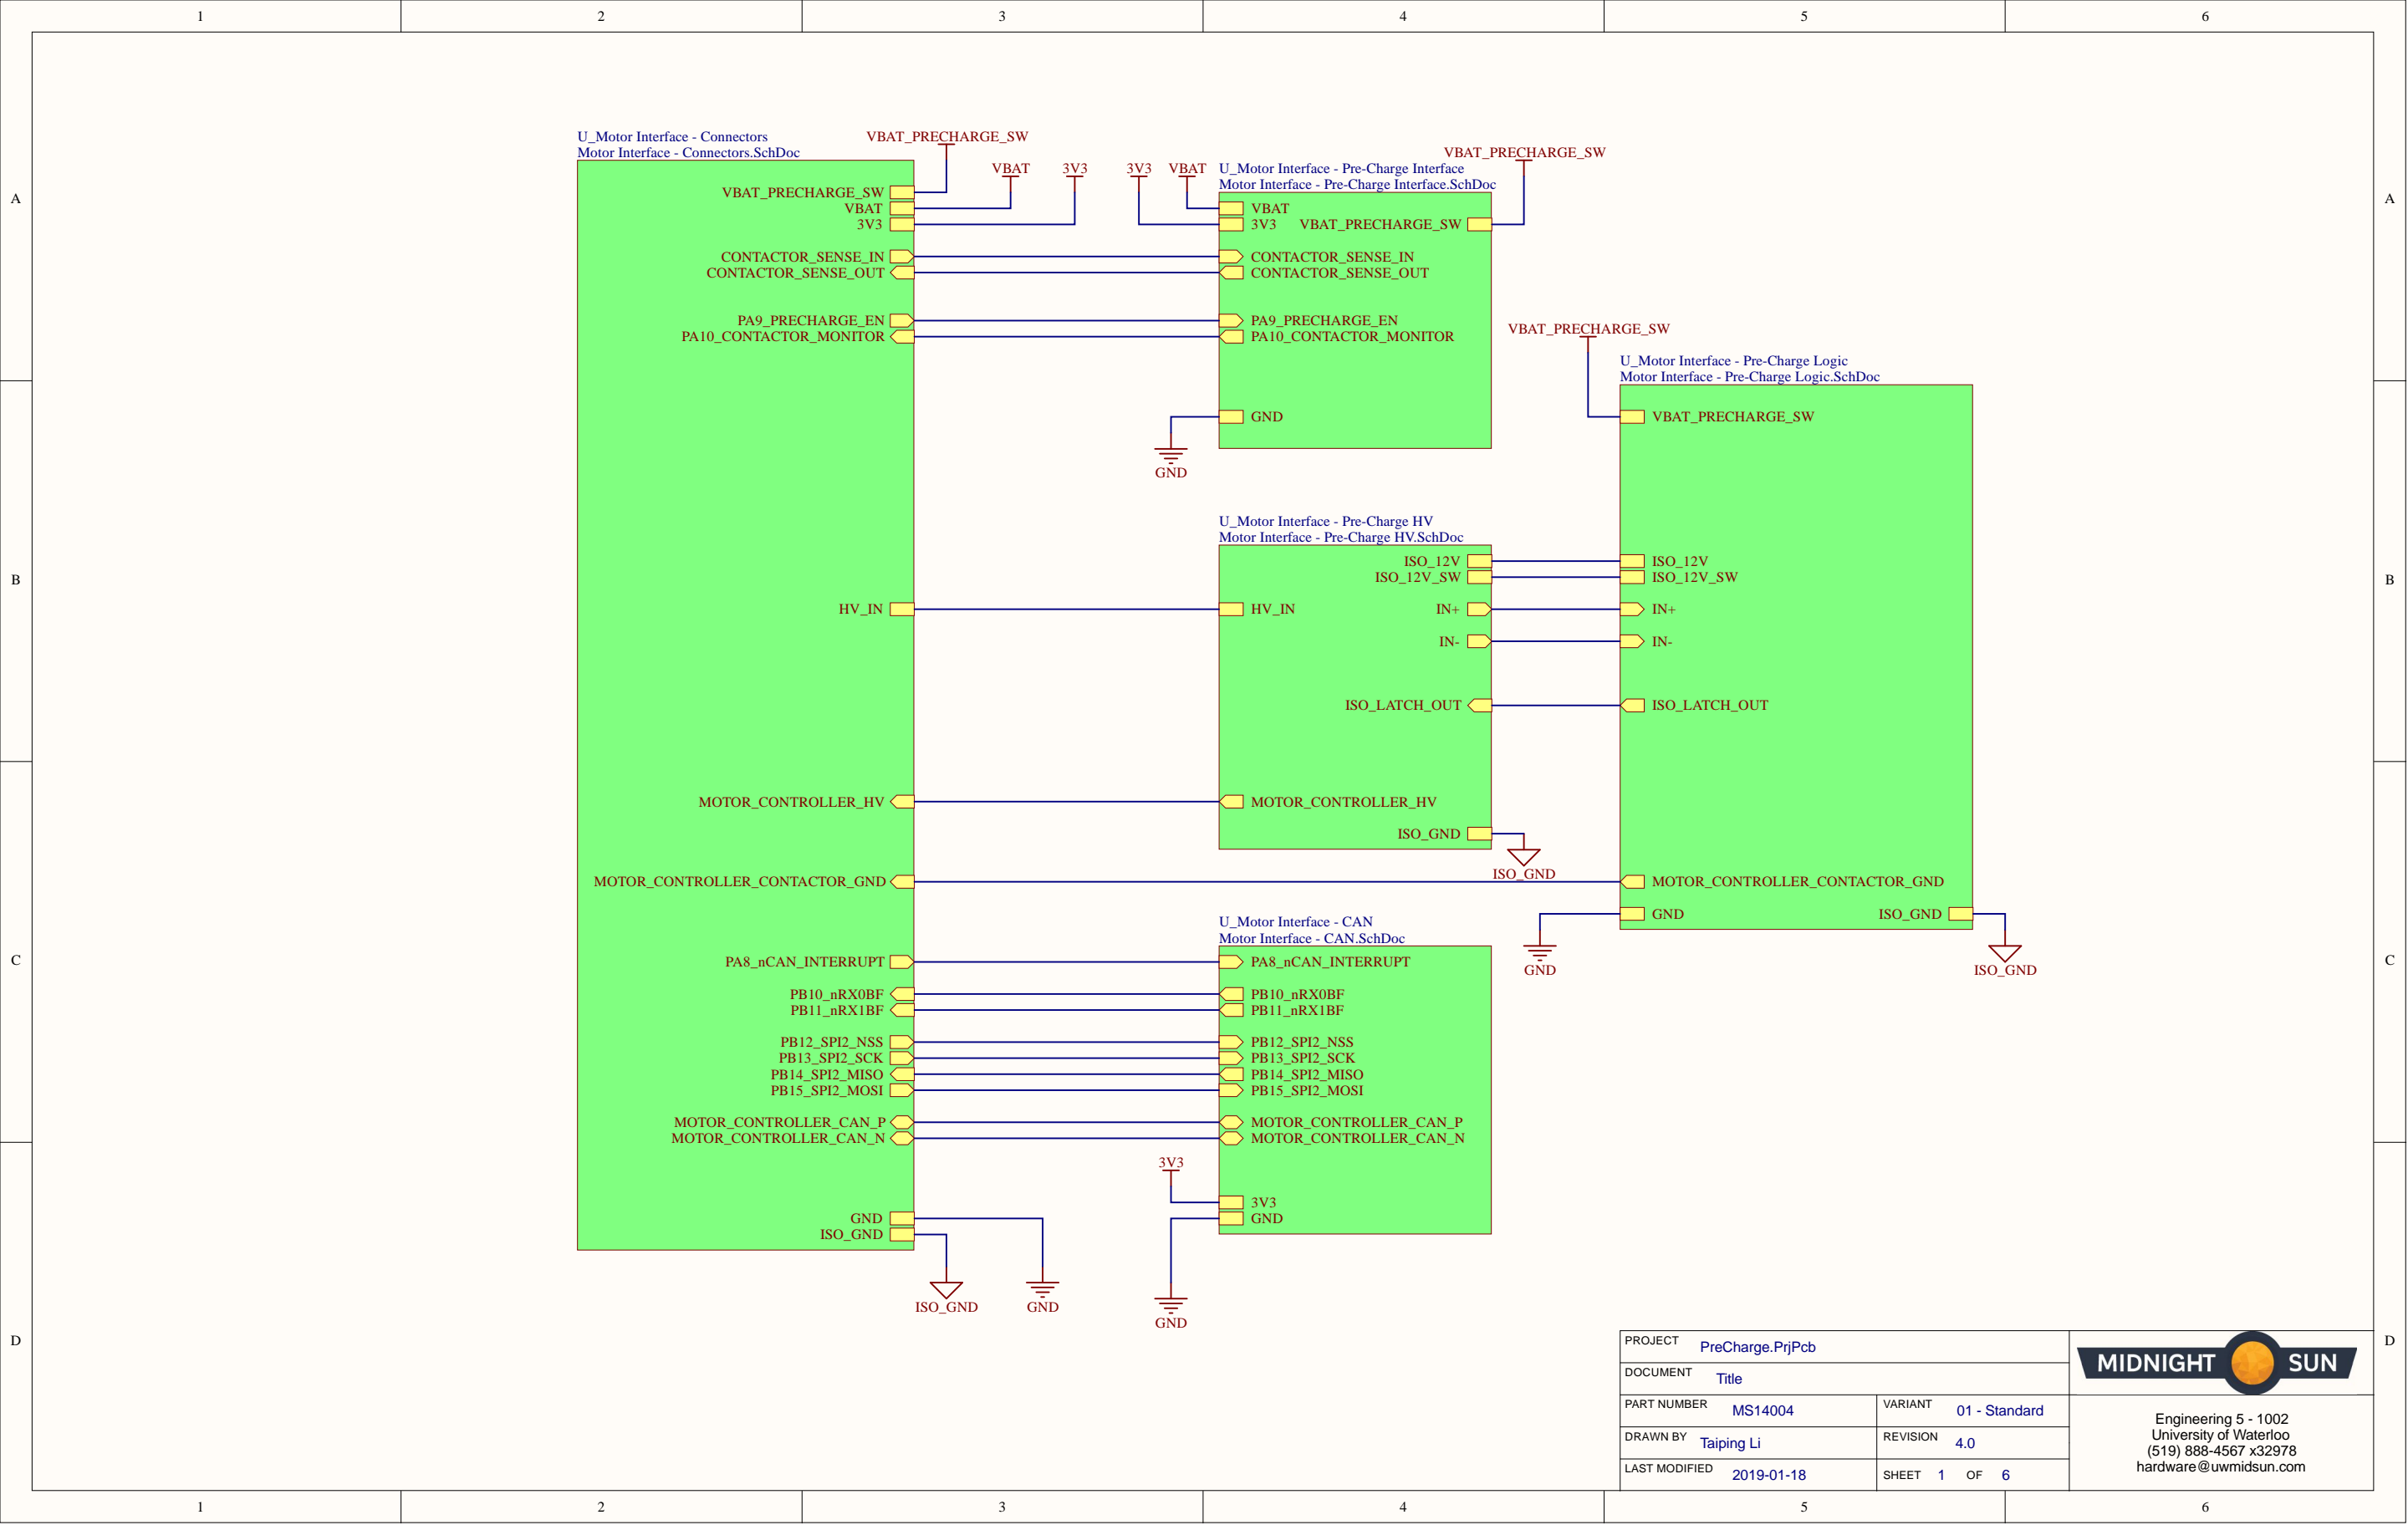 1 2 3 4 5 6
A A
B B
C C
D D
U_Motor Interface - Connectors
Motor Interface - Connectors.SchDoc
VBAT_PRECHARGE_SW
VBAT
3V3
VBAT_PRECHARGE_SW
VBAT
3V3
CONTACTOR_SENSE_IN
CONTACTOR_SENSE_OUT
PA9_PRECHARGE_EN
PA10_CONTACTOR_MONITOR
HV_IN
MOTOR_CONTROLLER_HV
MOTOR_CONTROLLER_CONTACTOR_GND
PA8_nCAN_INTERRUPT
PB10_nRX0BF
PB11_nRX1BF
PB12_SPI2_NSS
PB13_SPI2_SCK
PB14_SPI2_MISO
PB15_SPI2_MOSI
MOTOR_CONTROLLER_CAN_P
MOTOR_CONTROLLER_CAN_N
GND
ISO_GND
ISO_GND
GND
3V3
VBAT
U_Motor Interface - Pre-Charge Interface
Motor Interface - Pre-Charge Interface.SchDoc
VBAT_PRECHARGE_SW
VBAT
3V3 VBAT_PRECHARGE_SW
CONTACTOR_SENSE_IN
CONTACTOR_SENSE_OUT
PA9_PRECHARGE_EN
PA10_CONTACTOR_MONITOR
GND
GND
U_Motor Interface - Pre-Charge HV
Motor Interface - Pre-Charge HV.SchDoc
ISO_12V
ISO_12V_SW
HV_IN IN+
IN-
ISO_LATCH_OUT
MOTOR_CONTROLLER_HV
ISO_GND
ISO_GND
U_Motor Interface - CAN
Motor Interface - CAN.SchDoc
PA8_nCAN_INTERRUPT
PB10_nRX0BF
PB11_nRX1BF
PB12_SPI2_NSS
PB13_SPI2_SCK
PB14_SPI2_MISO
PB15_SPI2_MOSI
MOTOR_CONTROLLER_CAN_P
MOTOR_CONTROLLER_CAN_N
3V3
3V3
GND
GND
VBAT_PRECHARGE_SW
U_Motor Interface - Pre-Charge Logic
Motor Interface - Pre-Charge Logic.SchDoc
VBAT_PRECHARGE_SW
ISO_12V
ISO_12V_SW
IN+
IN-
ISO_LATCH_OUT
MOTOR_CONTROLLER_CONTACTOR_GND
GND ISO_GND
GND
ISO_GND
PROJECT PreCharge.PrjPcb
DOCUMENT Title
PART NUMBER MS14004 VARIANT 01 - Standard
DRAWN BY Taiping Li REVISION 4.0
LAST MODIFIED 2019-01-18 SHEET 1 OF 6
MIDNIGHT SUN
Engineering 5 - 1002
University of Waterloo
(519) 888-4567 x32978
hardware@uwmidsun.com
1 2 3 4 5 6